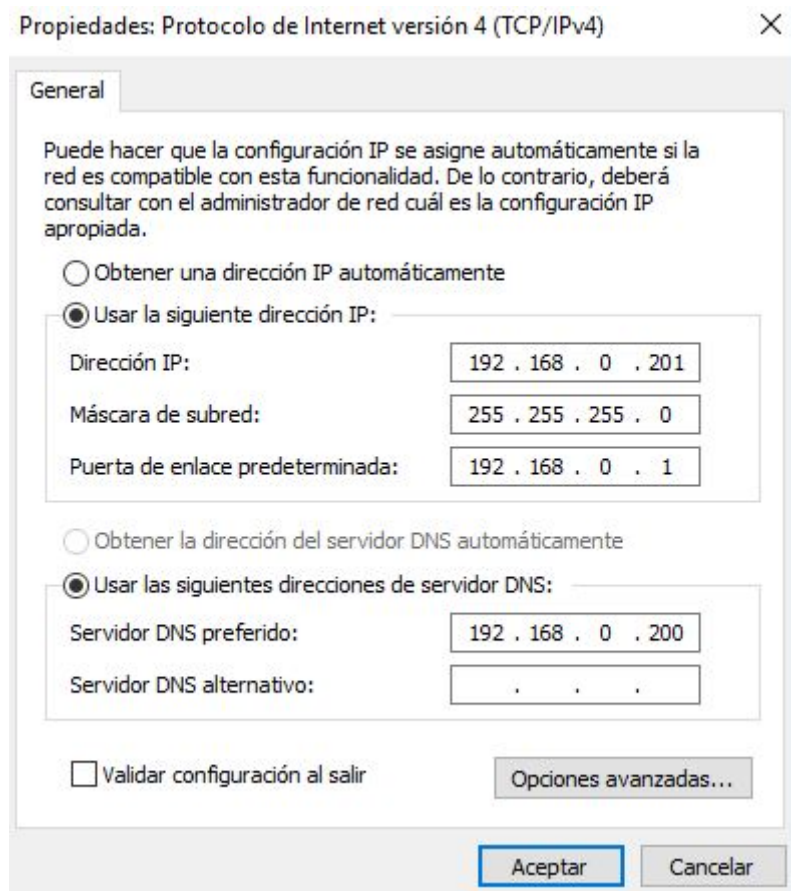 Propiedades: Protocolo de Internet versión 4 (TCP/IPv4)
General
Puede hacer que la configuración IP se asigne automáticamente si la
red es compatible con esta funcionalidad. De lo contrario, deberá
consultar con el administrador de red cuál es la configuración IP
apropiada.
Obtener una dirección IP automáticamente
Usar la siguiente dirección IP:
Dirección IP: 192 . 168 . 0 . 201
Máscara de subred: 255 . 255 . 255 . 0
Puerta de enlace predeterminada: 192 . 168 . 0 . 1
Obtener la dirección del servidor DNS automáticamente
Usar las siguientes direcciones de servidor DNS:
Servidor DNS preferido: 192 . 168 . 0 . 200
Servidor DNS alternativo: . . .
Validar configuración al salir Opciones avanzadas...
Aceptar Cancelar